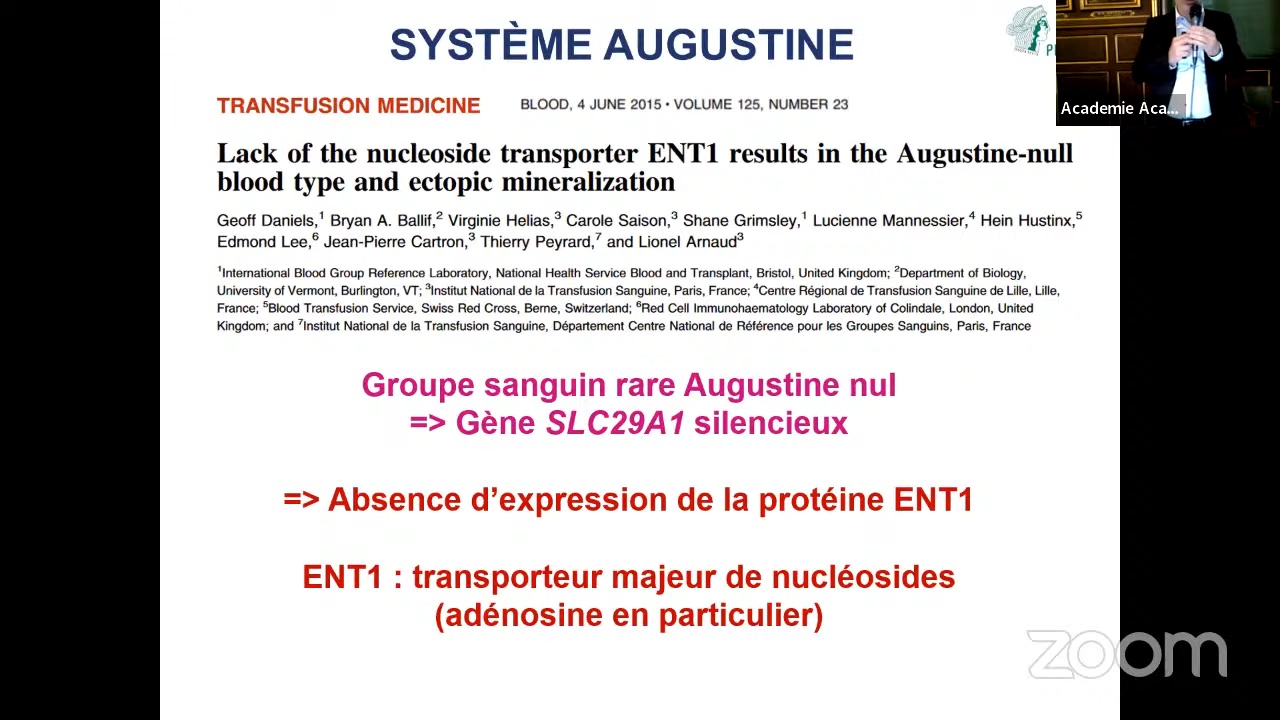 SYSTÈME AUGUSTINE
Academie Aca...
TRANSFUSION MEDICINE BLOOD, 4 JUNE 2015 • VOLUME 125, NUMBER 23
Lack of the nucleoside transporter ENT1 results in the Augustine-null
blood type and ectopic mineralization
Geoff Daniels,1 Bryan A. Ballif,2 Virginie Helias,3 Carole Saison,3 Shane Grimsley,1 Lucienne Mannessier,4 Hein Hustinx,5
Edmond Lee,6 Jean-Pierre Cartron,3 Thierry Peyrard,7 and Lionel Arnaud3
1International Blood Group Reference Laboratory, National Health Service Blood and Transplant, Bristol, United Kingdom; 2Department of Biology,
University of Vermont, Burlington, VT; 3Institut National de la Transfusion Sanguine, Paris, France; 4Centre Régional de Transfusion Sanguine de Lille, Lille,
France; 5Blood Transfusion Service, Swiss Red Cross, Berne, Switzerland; 6Red Cell Immunohaematology Laboratory of Colindale, London, United
Kingdom; and 7Institut National de la Transfusion Sanguine, Département Centre National de Référence pour les Groupes Sanguins, Paris, France
Groupe sanguin rare Augustine nul
=> Gène SLC29A1 silencieux
=> Absence d’expression de la protéine ENT1
ENT1 : transporteur majeur de nucléosides
(adénosine en particulier)
zoom